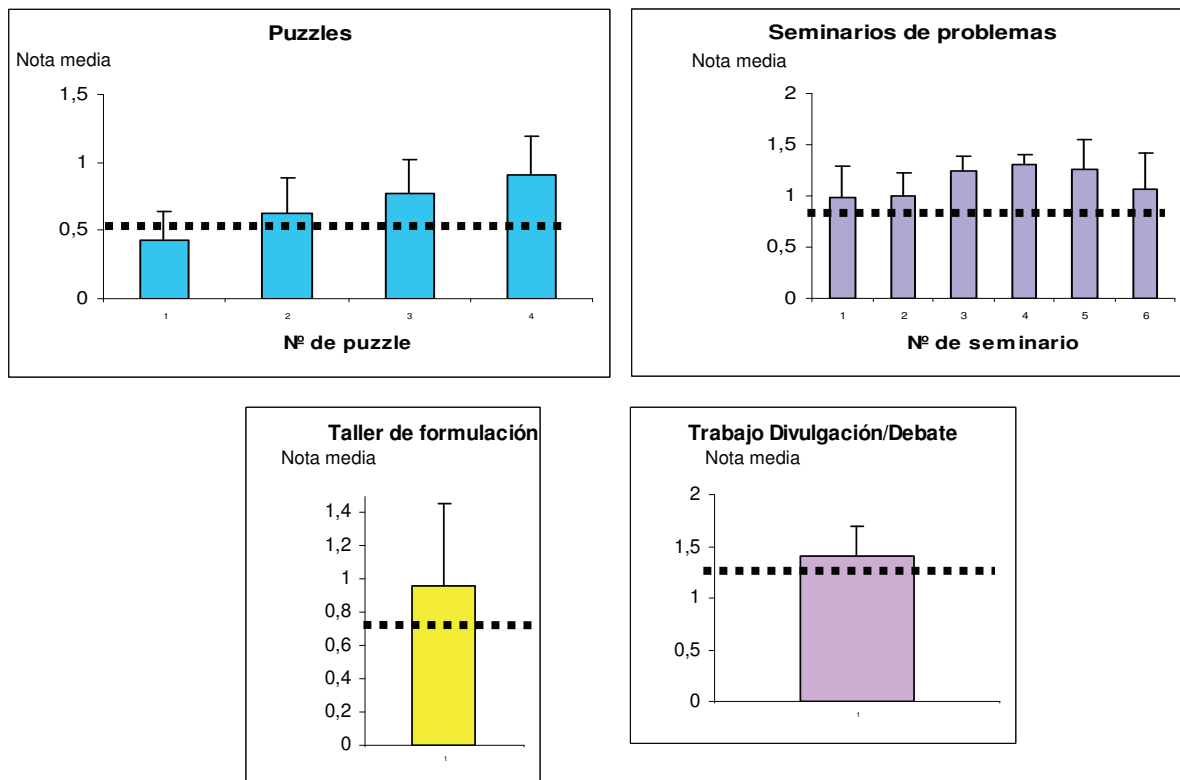 Puzzles
Nota media
1,5
1
0,5
0
1 2 3 4
Nº de puzzle
Seminarios de problemas
Nota media
2
1,5
1
0,5
0
1 2 3 4 5 6
Nº de seminario
Taller de formulación
Nota media
1,4
1,2
1
0,8
0,6
0,4
0,2
0
1
Trabajo Divulgación/Debate
Nota media
2
1,5
1
0,5
0
1